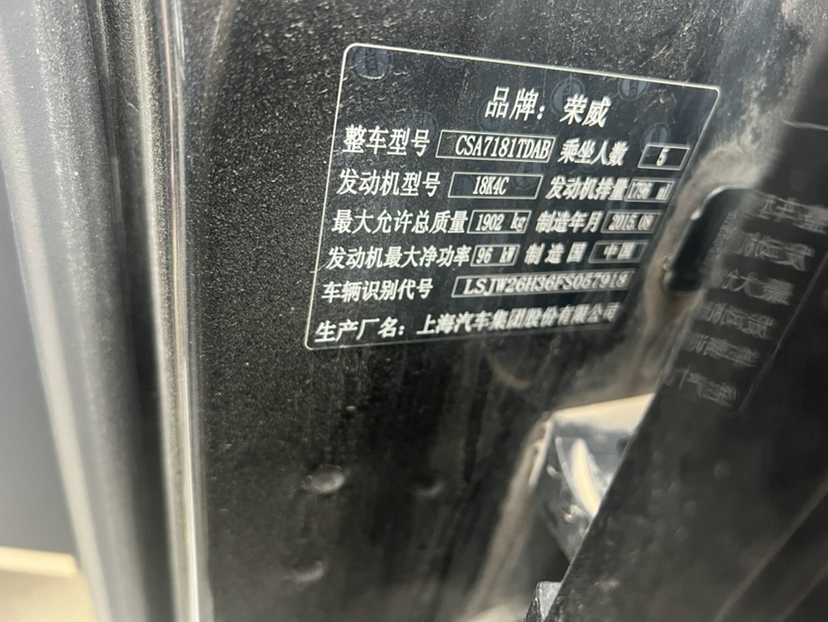 品牌：荣威
整车型号 CSA7181TDAB 乘坐人数 5
发动机型号 18K4C 发动机排量 1796 ml
最大允许总质量 1902 kg 制造年月 2015.08
发动机最大净功率 96 kW 制造国 中国
车辆识别代号 LSJW26H36FS057918
生产厂名：上海汽车集团股份有限公司